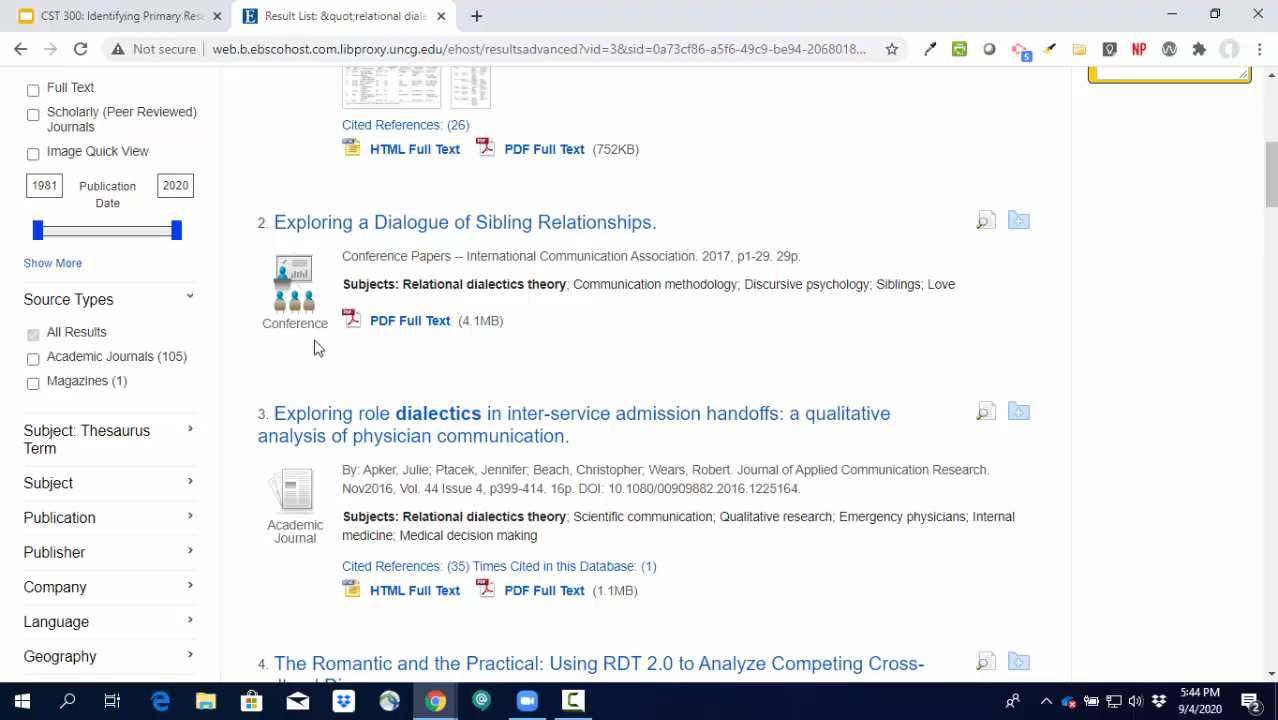 CST 300: Identifying Primary Res
Result List: &quot;relational diale
Not secure web.b.ebscohost.com.libproxy.uncg.edu/ehost/resultsadvanced?vid=3&sid=0a73cf86-a5f6-49c9-be94-2068018...
5
NP
Full Text
Scholarly (Peer Reviewed)
Journals
Image Quick View
1981 Publication 2020
Date
Show More
Source Types
All Results
Academic Journals (105)
Magazines (1)
Subject: Thesaurus
Term
Subject
Publication
Publisher
Company
Language
Geography
Cited References: (26)
HTML Full Text PDF Full Text (752KB)
2. Exploring a Dialogue of Sibling Relationships.
Conference Papers -- International Communication Association. 2017, p1-29. 29p.
Subjects: Relational dialectics theory; Communication methodology; Discursive psychology; Siblings; Love
Conference
PDF Full Text (4.1MB)
3. Exploring role dialectics in inter-service admission handoffs: a qualitative
analysis of physician communication.
By: Apker, Julie; Ptacek, Jennifer; Beach, Christopher; Wears, Robert. Journal of Applied Communication Research.
Nov2016, Vol. 44 Issue 4, p399-414. 16p. DOI: 10.1080/00909882.2016.1225164.
Academic
Journal
Subjects: Relational dialectics theory; Scientific communication; Qualitative research; Emergency physicians; Internal
medicine; Medical decision making
Cited References: (35) Times Cited in this Database: (1)
HTML Full Text PDF Full Text (1.1MB)
4. The Romantic and the Practical: Using RDT 2.0 to Analyze Competing Cross-
5:44 PM
9/4/2020
2